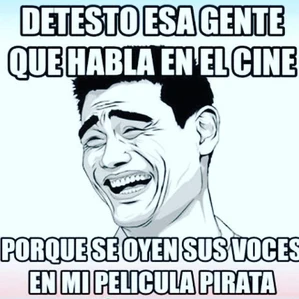 DETESTO ESA GENTE
QUE HABLA EN EL CINE
PORQUE SE OYEN SUS VOCES
EN MI PELICULA PIRATA